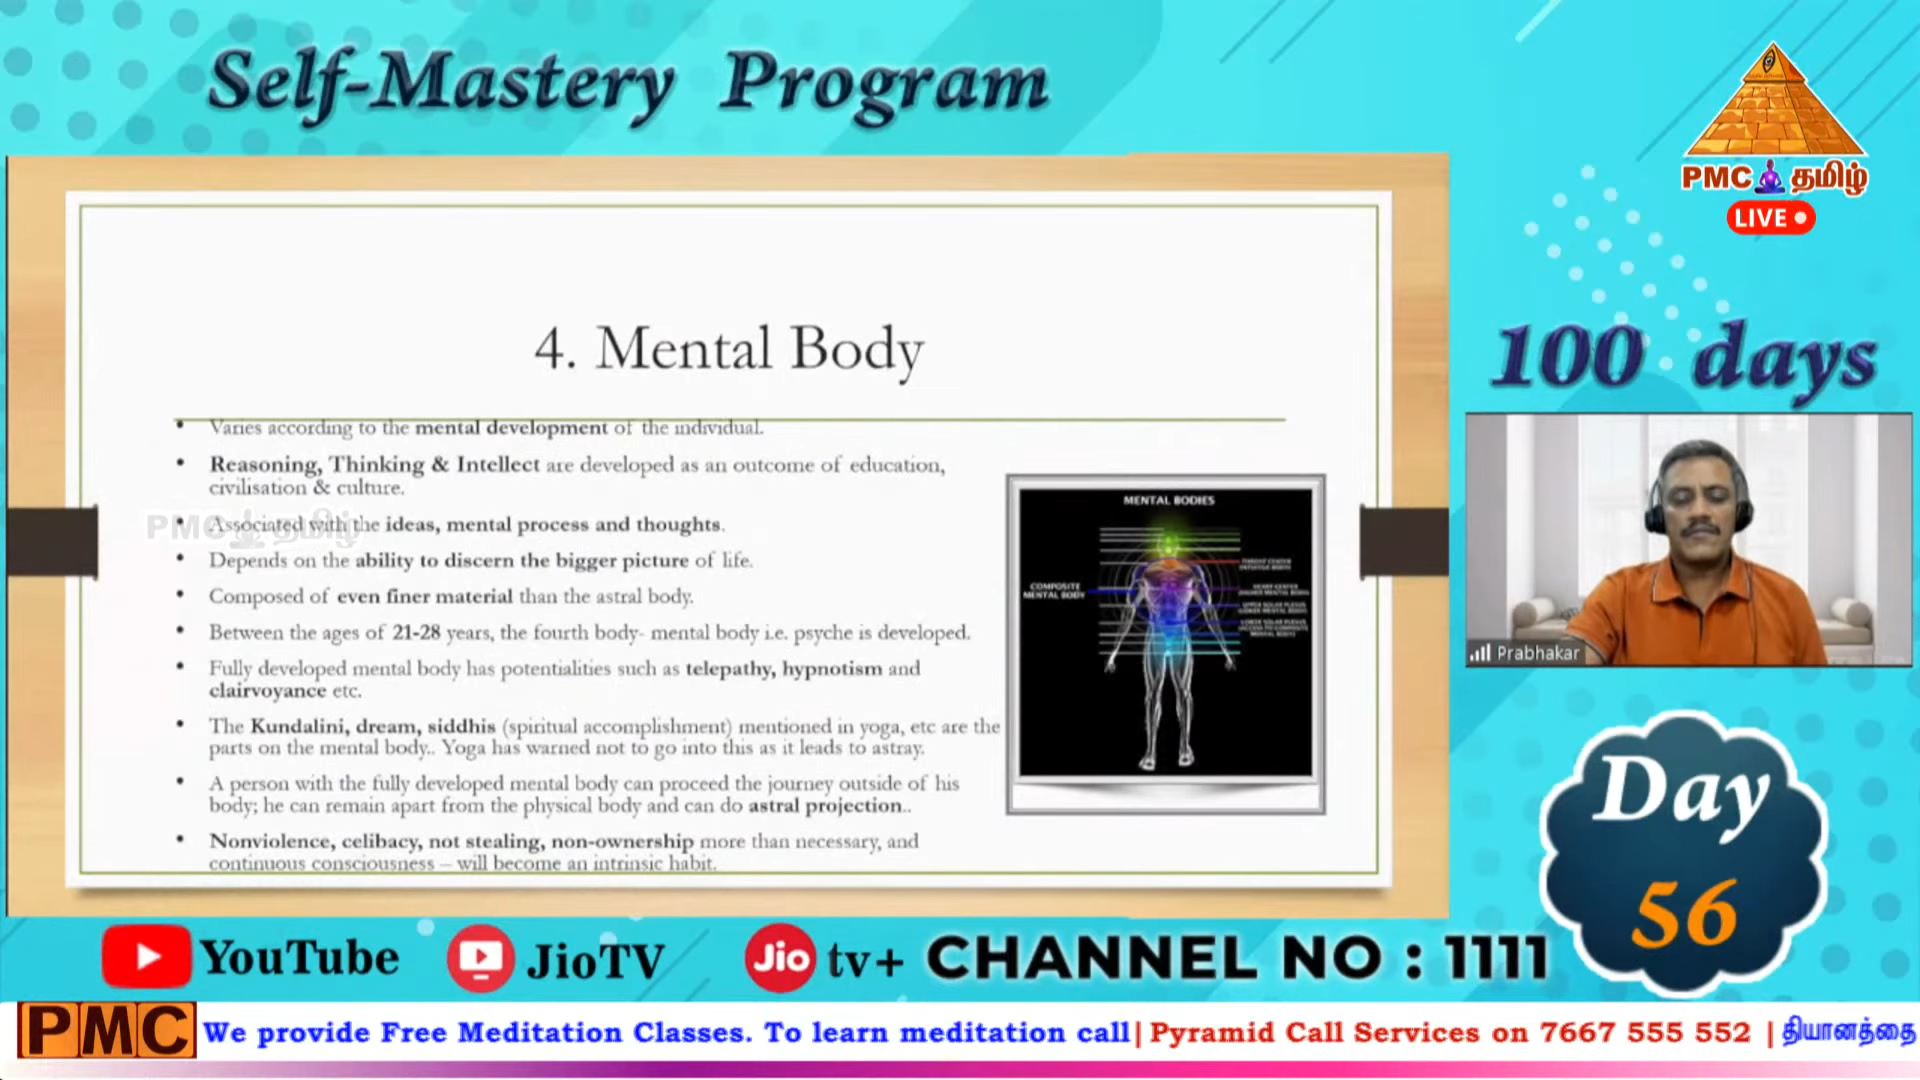 Self-Mastery Program
PMC தமிழ்
LIVE
100 days
4. Mental Body
• Varies according to the mental development of the individual.
• Reasoning, Thinking & Intellect are developed as an outcome of education,
civilisation & culture.
• Associated with the ideas, mental process and thoughts.
PMC தமிழ்
• Depends on the ability to discern the bigger picture of life.
• Composed of even finer material than the astral body.
• Between the ages of 21-28 years, the fourth body- mental body i.e. psyche is developed.
• Fully developed mental body has potentialities such as telepathy, hypnotism and
clairvoyance etc.
• The Kundalini, dream, siddhis (spiritual accomplishment) mentioned in yoga, etc are the
parts on the mental body.. Yoga has warned not to go into this as it leads to astray.
• A person with the fully developed mental body can proceed the journey outside of his
body; he can remain apart from the physical body and can do astral projection..
• Nonviolence, celibacy, not stealing, non-ownership more than necessary, and
continuous consciousness – will become an intrinsic habit.
MENTAL BODIES
COMPOSITE
MENTAL BODY
Prabhakar
Day
56
YouTube
JioTV
Jio tv+
CHANNEL NO : 1111
PMC We provide Free Meditation Classes. To learn meditation call| Pyramid Call Services on 7667 555 552 | தியானத்தை